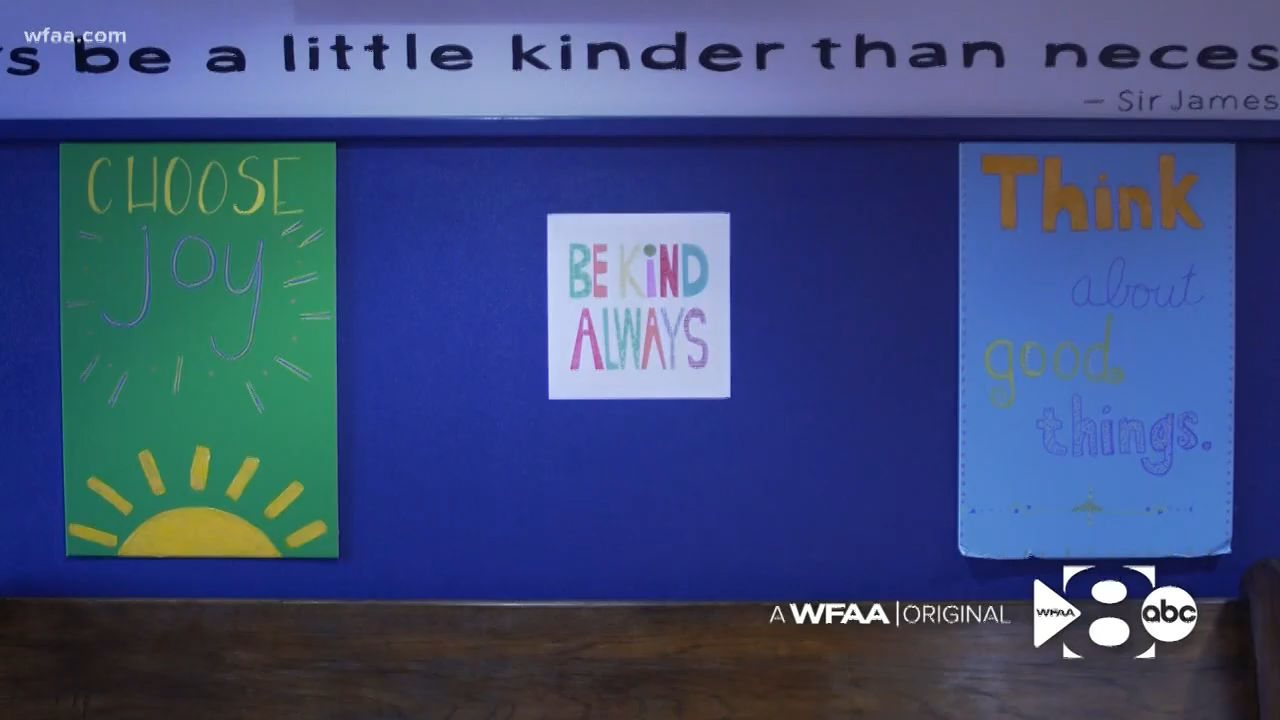 wfaa.com
s be a little kinder than neces
— Sir James
CHOOSE
joy
BE KiND
ALWAYS
Think
about
good
things.
A WFAA | ORIGINAL
WFAA 8 abc